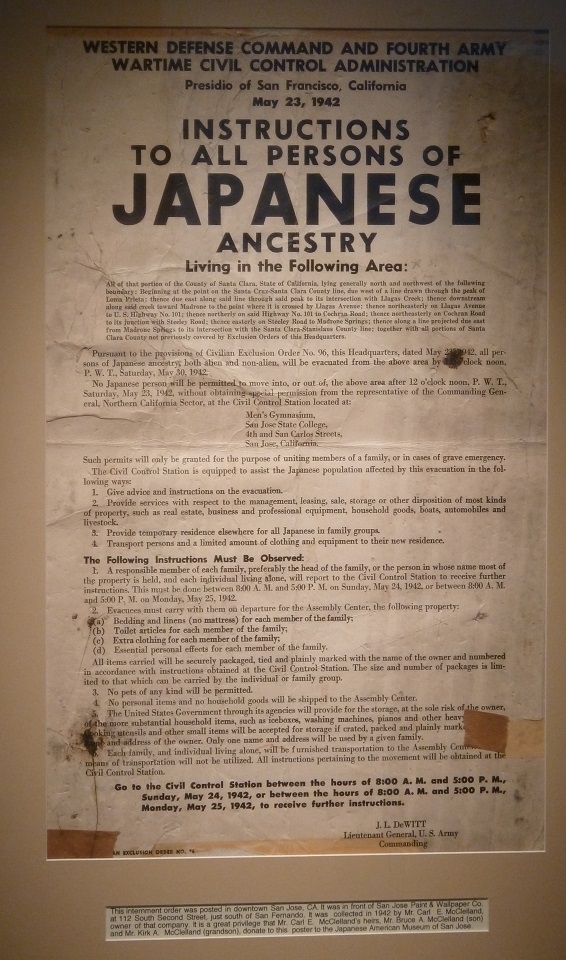 WESTERN DEFENSE COMMAND AND FOURTH ARMY
WARTIME CIVIL CONTROL ADMINISTRATION
Presidio of San Francisco, California
May 23, 1942
INSTRUCTIONS
TO ALL PERSONS OF
JAPANESE
ANCESTRY
Living in the Following Area:
All of that portion of the County of Santa Clara, State of California, lying generally north and northwest of the following
boundary: Beginning at the point on the Santa Cruz-Santa Clara County line, due west of a line drawn through the peak of
Loma Prieta; thence due east along said line through said peak to its intersection with Llagas Creek; thence downstream
along said creek toward Madrone to the point where it is crossed by Llagas Avenue; thence northeasterly on Llagas Avenue
to U. S. Highway No. 101; thence northerly on said Highway No. 101 to Cochran Road; thence northeasterly on Cochran Road
to its junction with Steeley Road; thence easterly on Steeley Road to Madrone Springs; thence along a line projected due east
from Madrone Springs to its intersection with the Santa Clara-Stanislaus County line; together with all portions of Santa
Clara County not previously covered by Exclusion Orders of this Headquarters.
Pursuant to the provisions of Civilian Exclusion Order No. 96, this Headquarters, dated May 1942, all per-
sons of Japanese ancestry, both alien and non-alien, will be evacuated from the above area by clock noon,
P. W. T., Saturday, May 30, 1942.
No Japanese person will be permitted to move into, or out of, the above area after 12 o'clock noon, P. W. T.,
Saturday, May 23, 1942, without obtaining special permission from the representative of the Commanding Gen-
eral, Northern California Sector, at the Civil Control Station located at:
Men's Gymnasium,
San Jose State College,
4th and San Carlos Streets,
San Jose, California.
Such permits will only be granted for the purpose of uniting members of a family, or in cases of grave emergency.
The Civil Control Station is equipped to assist the Japanese population affected by this evacuation in the fol-
lowing ways:
1. Give advice and instructions on the evacuation.
2. Provide services with respect to the management, leasing, sale, storage or other disposition of most kinds
of property, such as real estate, business and professional equipment, household goods, boats, automobiles and
livestock.
3. Provide temporary residence elsewhere for all Japanese in family groups.
4. Transport persons and a limited amount of clothing and equipment to their new residence.
The Following Instructions Must Be Observed:
1. A responsible member of each family, preferably the head of the family, or the person in whose name most of
the property is held, and each individual living alone, will report to the Civil Control Station to receive further
instructions. This must be done between 8:00 A. M. and 5:00 P. M. on Sunday, May 24, 1942, or between 8:00 A. M.
and 5:00 P. M. on Monday, May 25, 1942.
2. Evacuees must carry with them on departure for the Assembly Center, the following property:
(a) Bedding and linens (no mattress) for each member of the family;
(b) Toilet articles for each member of the family;
(c) Extra clothing for each member of the family;
(d) Essential personal effects for each member of the family.
All items carried will be securely packaged, tied and plainly marked with the name of the owner and numbered
in accordance with instructions obtained at the Civil Control Station. The size and number of packages is lim-
ited to that which can be carried by the individual or family group.
3. No pets of any kind will be permitted.
4. No personal items and no household goods will be shipped to the Assembly Center.
5. The United States Government through its agencies will provide for the storage, at the sole risk of the owner,
of the more substantial household items, such as iceboxes, washing machines, pianos and other heavy
cooking utensils and other small items will be accepted for storage if crated, packed and plainly marked
and address of the owner. Only one name and address will be used by a given family.
6. Each family, and individual living alone, will be furnished transportation to the Assembly Center
means of transportation will not be utilized. All instructions pertaining to the movement will be obtained at the
Civil Control Station.
Go to the Civil Control Station between the hours of 8:00 A. M. and 5:00 P. M.,
Sunday, May 24, 1942, or between the hours of 8:00 A. M. and 5:00 P. M.,
Monday, May 25, 1942, to receive further instructions.
J. L. DeWITT
Lieutenant General, U. S. Army
Commanding
AN EXCLUSION ORDER NO. 96
This internment order was posted in downtown San Jose, CA. It was in front of San Jose Paint & Wallpaper Co.
at 112 South Second Street, just south of San Fernando. It was collected in 1942 by Mr. Carl E. McClelland,
owner of that company. It is a great privilege that Mr. Carl E. McClelland's heirs, Mr. Bruce A. McClelland (son)
and Mr. Kirk A. McClelland (grandson), donate to this poster to the Japanese American Museum of San Jose.